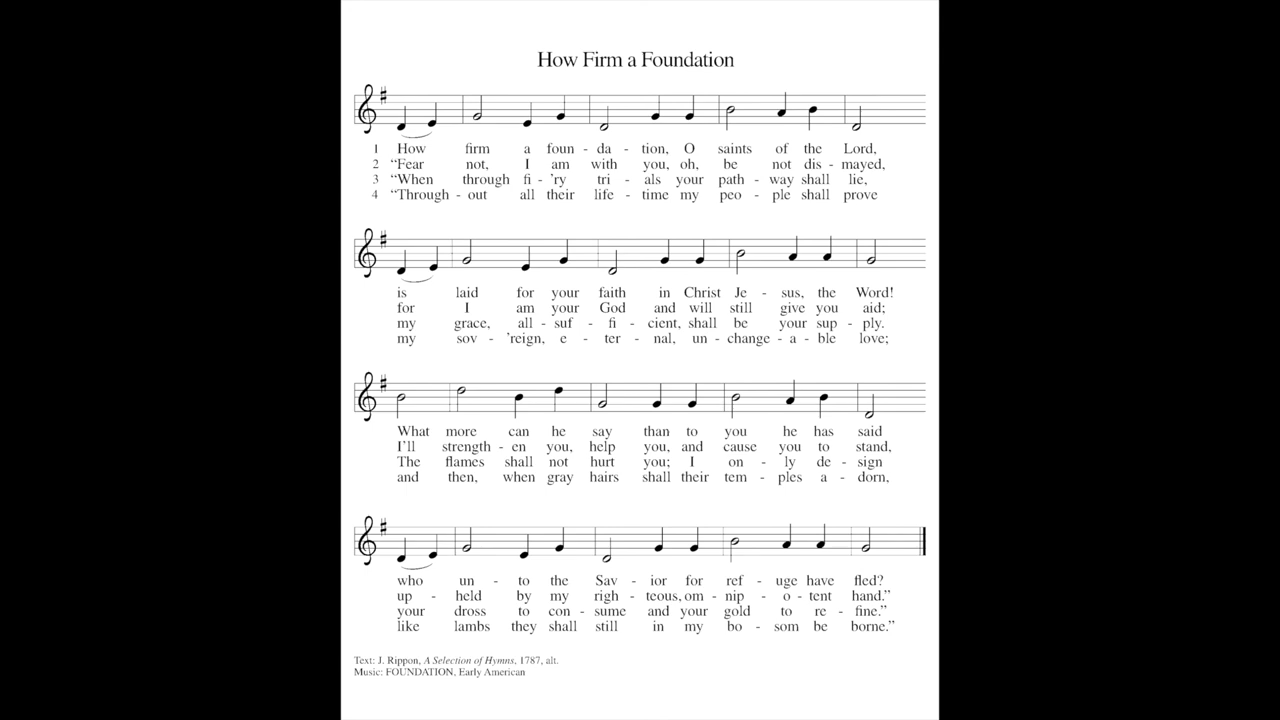 How Firm a Foundation
1 How firm a foun - da - tion, O saints of the Lord,
2 “Fear not, I am with you, oh, be not dis - mayed,
3 “When through fi - ’ry tri - als your path - way shall lie,
4 “Through - out all their life - time my peo - ple shall prove
is laid for your faith in Christ Je - sus, the Word!
for I am your God and will still give you aid;
my grace, all - suf - fi - cient, shall be your sup - ply.
my sov - ’reign, e - ter - nal, un - change - a - ble love;
What more can he say than to you he has said
I’ll strength - en you, help you, and cause you to stand,
The flames shall not hurt you; I on - ly de - sign
and then, when gray hairs shall their tem - ples a - dorn,
who un - to the Sav - ior for ref - uge have fled?
up - held by my righ - teous, om - nip - o - tent hand.”
your dross to con - sume and your gold to re - fine.”
like lambs they shall still in my bo - som be borne.”
Text: J. Rippon, A Selection of Hymns, 1787, alt.
Music: FOUNDATION, Early American